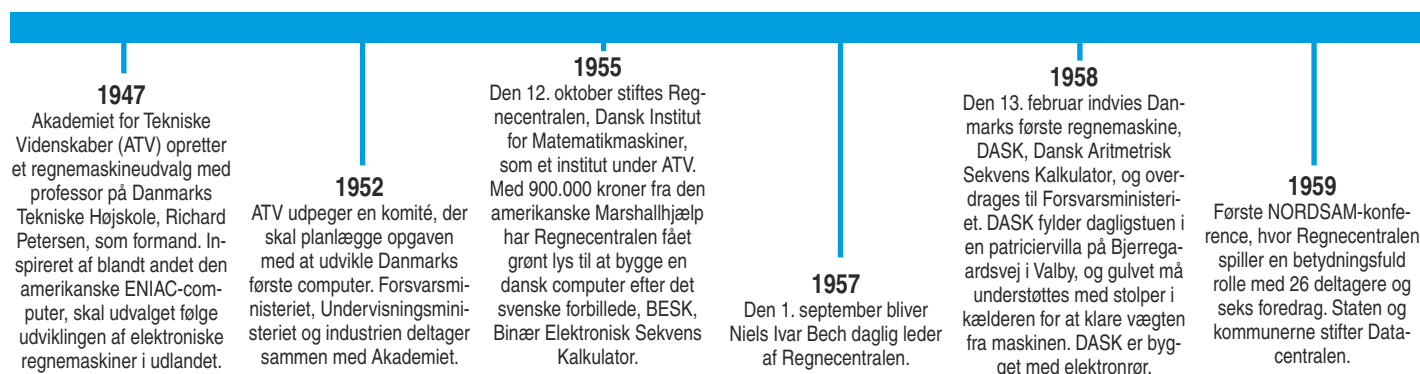 1947
Akademiet for Tekniske
Videnskaber (ATV) opretter
et regnemaskineudvalg med
professor på Danmarks
Tekniske Højskole, Richard
Petersen, som formand. In-
spireret af blandt andet den
amerikanske ENIAC-com-
puter, skal udvalget følge
udviklingen af elektroniske
regnemaskiner i udlandet.
1952
ATV udpeger en komité, der
skal planlægge opgaven
med at udvikle Danmarks
første computer. Forsvarsmi-
nisteriet, Undervisningsmini-
steriet og industrien deltager
sammen med Akademiet.
1955
Den 12. oktober stiftes Reg-
necentralen, Dansk Institut
for Matematikmaskiner,
som et institut under ATV.
Med 900.000 kroner fra den
amerikanske Marshallhjælp
har Regnecentralen fået
grønt lys til at bygge en
dansk computer efter det
svenske forbillede, BESK,
Binær Elektronisk Sekvens
Kalkulator.
1957
Den 1. september bliver
Niels Ivar Bech daglig leder
af Regnecentralen.
1958
Den 13. februar indvies Dan-
marks første regnemaskine,
DASK, Dansk Aritmetrisk
Sekvens Kalkulator, og over-
drages til Forsvarsministeri-
et. DASK fylder dagligstuen i
en patriciervilla på Bjerrega-
ardsvej i Valby, og gulvet må
understøttes med stolper i
kælderen for at klare vægten
fra maskinen. DASK er byg-
get med elektronrør.
1959
Første NORDSAM-konfe-
rence, hvor Regnecentralen
spiller en betydningsfuld
rolle med 26 deltagere og
seks foredrag. Staten og
kommunerne stifter Data-
centralen.